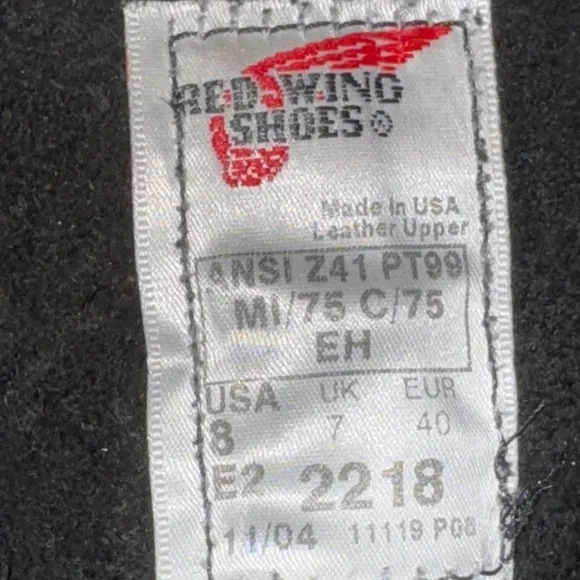 RED WING
SHOES®
Made in USA
Leather Upper
ANSI Z41 PT99
MI/75 C/75
EH
USA UK EUR
8 7 40
E2 2218
11/04 11119 P08